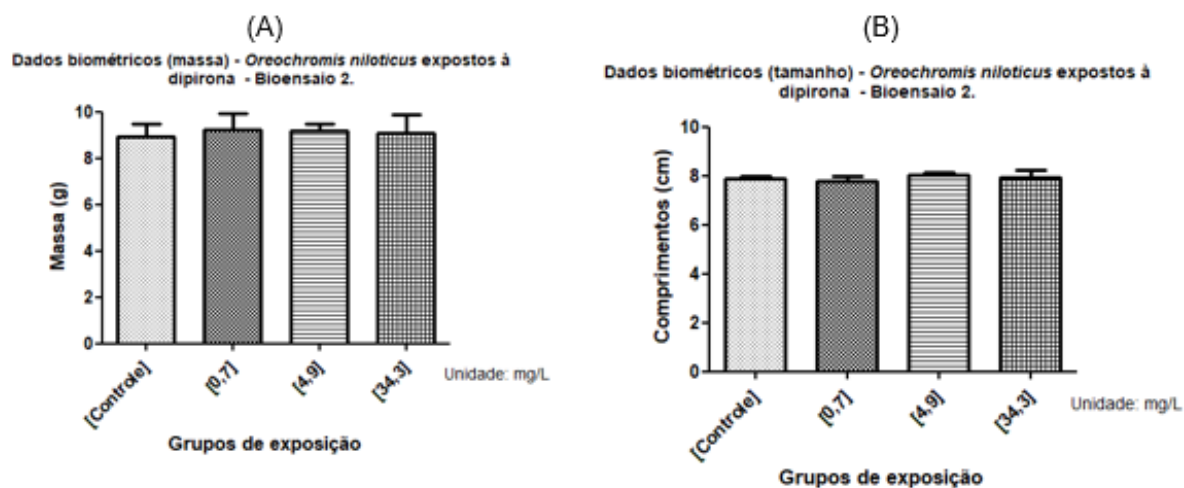 (A)
Dados biométricos (massa) - Oreochromis niloticus expostos à
dipirona - Bioensaio 2.
10
8
6
4
2
0
Massa (g)
[Controle]
[0,7]
[4,9]
[34,3]
Unidade: mg/L
Grupos de exposição
(B)
Dados biométricos (tamanho) - Oreochromis niloticus expostos à
dipirona - Bioensaio 2.
10
8
6
4
2
0
Comprimentos (cm)
[Controle]
[0,7]
[4,9]
[34,3]
Unidade: mg/L
Grupos de exposição